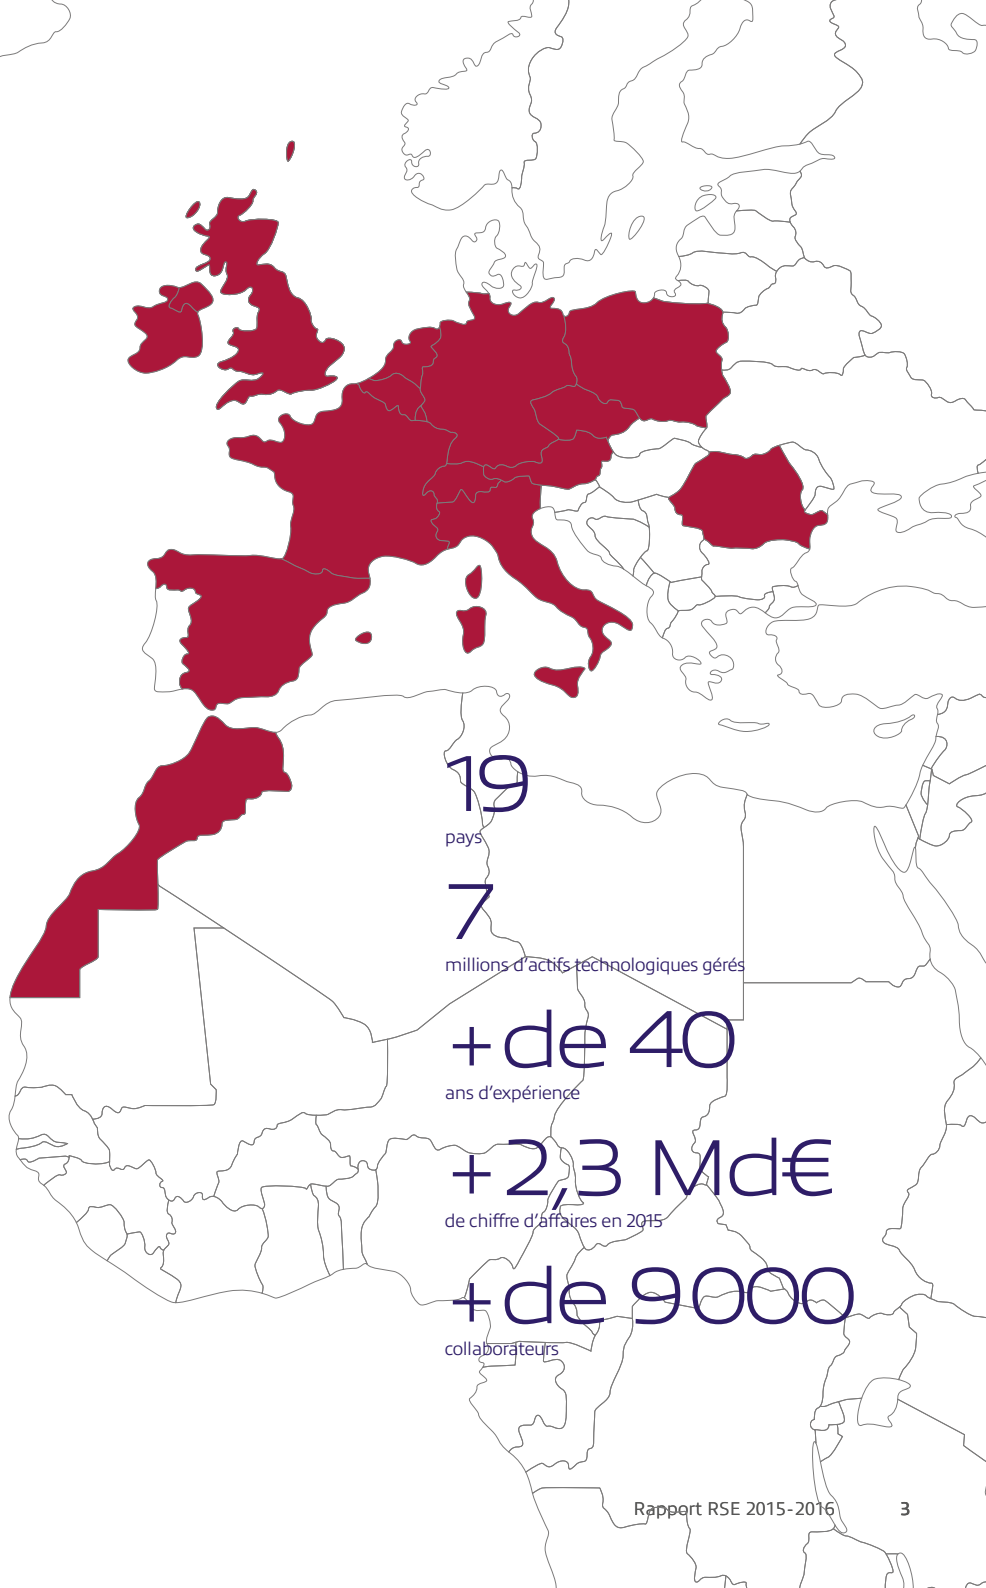 19
pays
7
millions d’actifs technologiques gérés
+ de 40
ans d’expérience
+ 2,3 Md€
de chiffre d’affaires en 2015
+ de 9000
collaborateurs
Rapport RSE 2015-2016 3